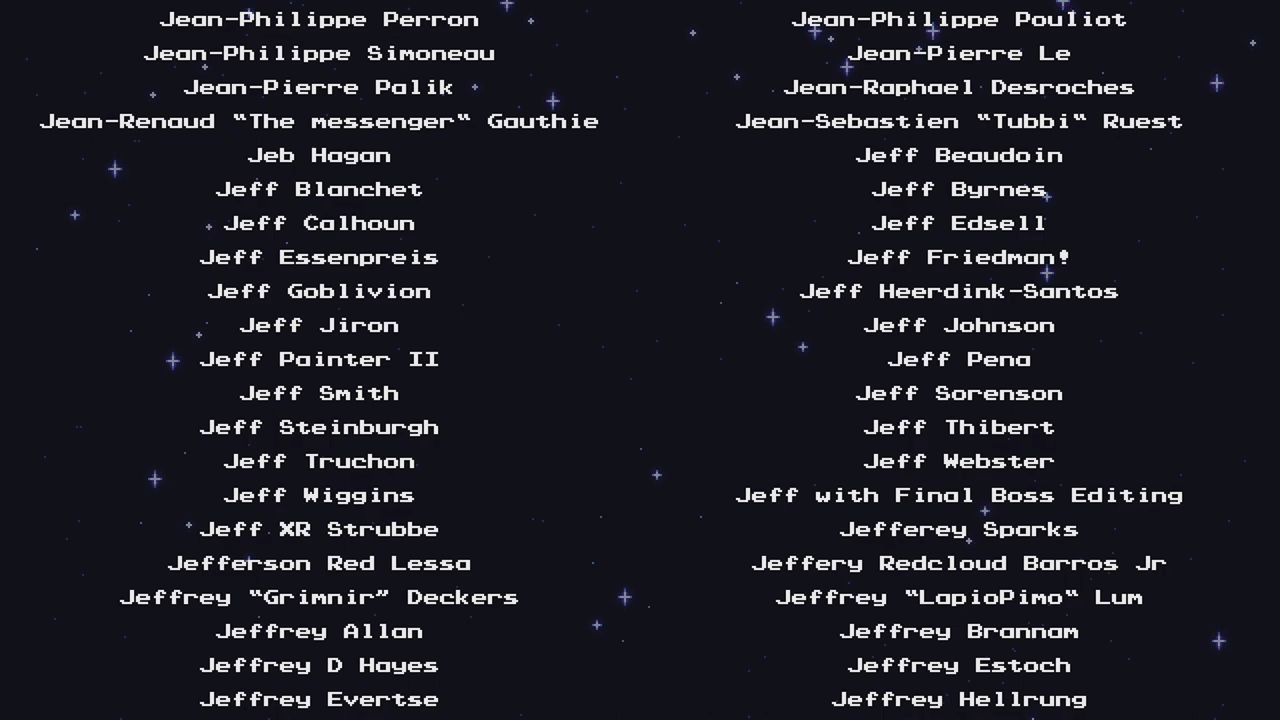 Jean-Philippe Perron
Jean-Philippe Pouliot
Jean-Philippe Simoneau
Jean-Pierre Le
Jean-Pierre Palik
Jean-Raphael Desroches
Jean-Renaud “The messenger“ Gauthie
Jean-Sebastien “Tubbi“ Ruest
Jeb Hagan
Jeff Beaudoin
Jeff Blanchet
Jeff Byrnes
Jeff Calhoun
Jeff Edsell
Jeff Essenpreis
Jeff Friedman!
Jeff Goblivion
Jeff Heerdink-Santos
Jeff Jiron
Jeff Johnson
Jeff Painter II
Jeff Pena
Jeff Smith
Jeff Sorenson
Jeff Steinburgh
Jeff Thibert
Jeff Truchon
Jeff Webster
Jeff Wiggins
Jeff with Final Boss Editing
Jeff XR Strubbe
Jefferey Sparks
Jefferson Red Lessa
Jeffery Redcloud Barros Jr
Jeffrey “Grimnir” Deckers
Jeffrey “LapioPimo“ Lum
Jeffrey Allan
Jeffrey Brannam
Jeffrey D Hayes
Jeffrey Estoch
Jeffrey Evertse
Jeffrey Hellrung